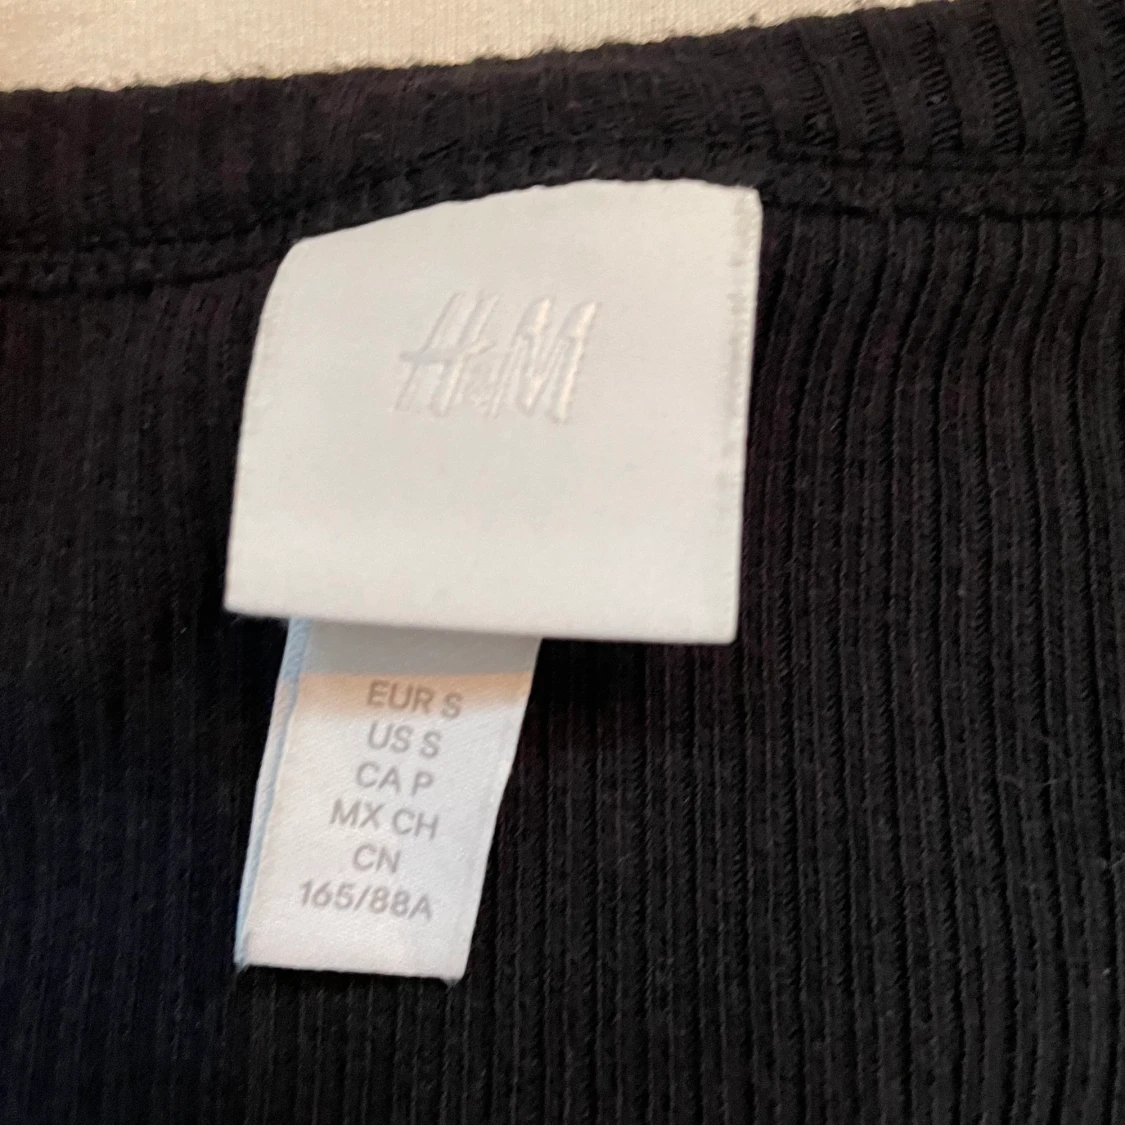 H&M
EUR S
US S
CA P
MX CH
CN
165/88A